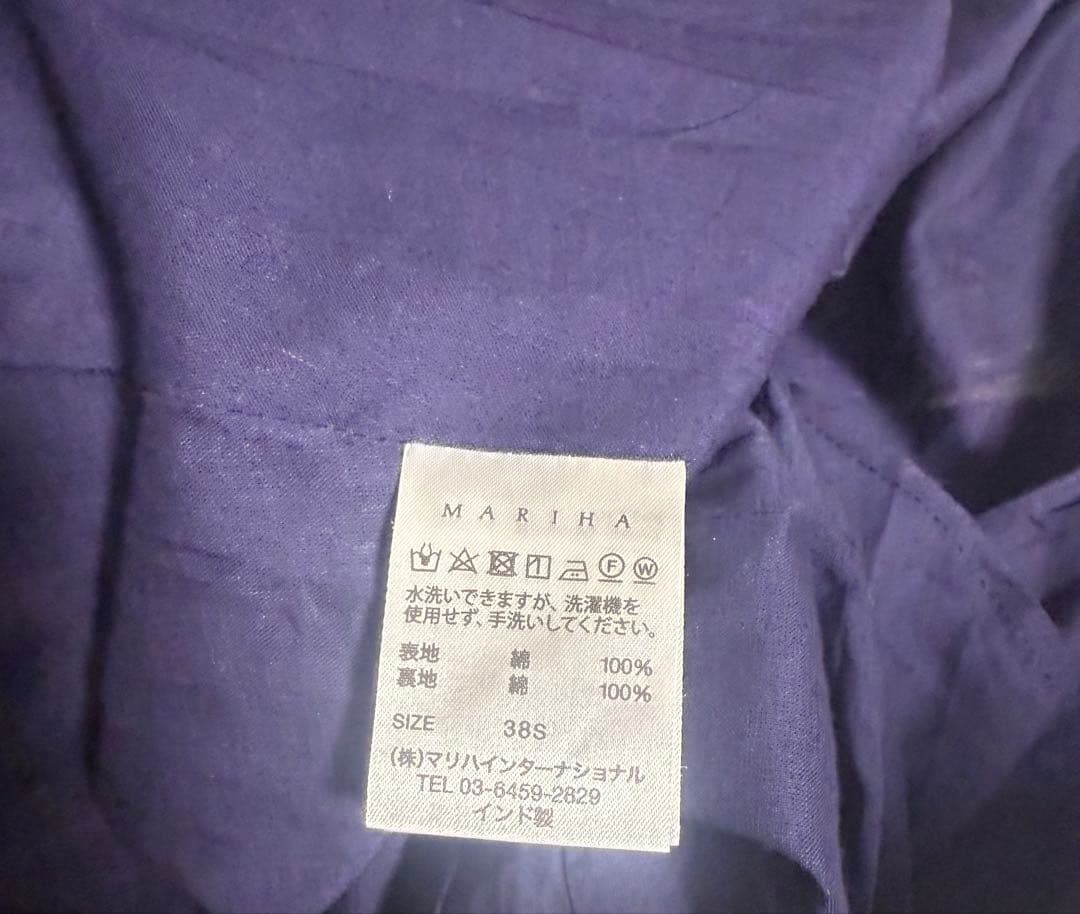 MARIHA
F W
水洗いできますが、洗濯機を
使用せず、手洗いしてください。
表地 綿 100%
裏地 綿 100%
SIZE 38S
(株)マリハインターナショナル
TEL 03-6459-2829
インド製